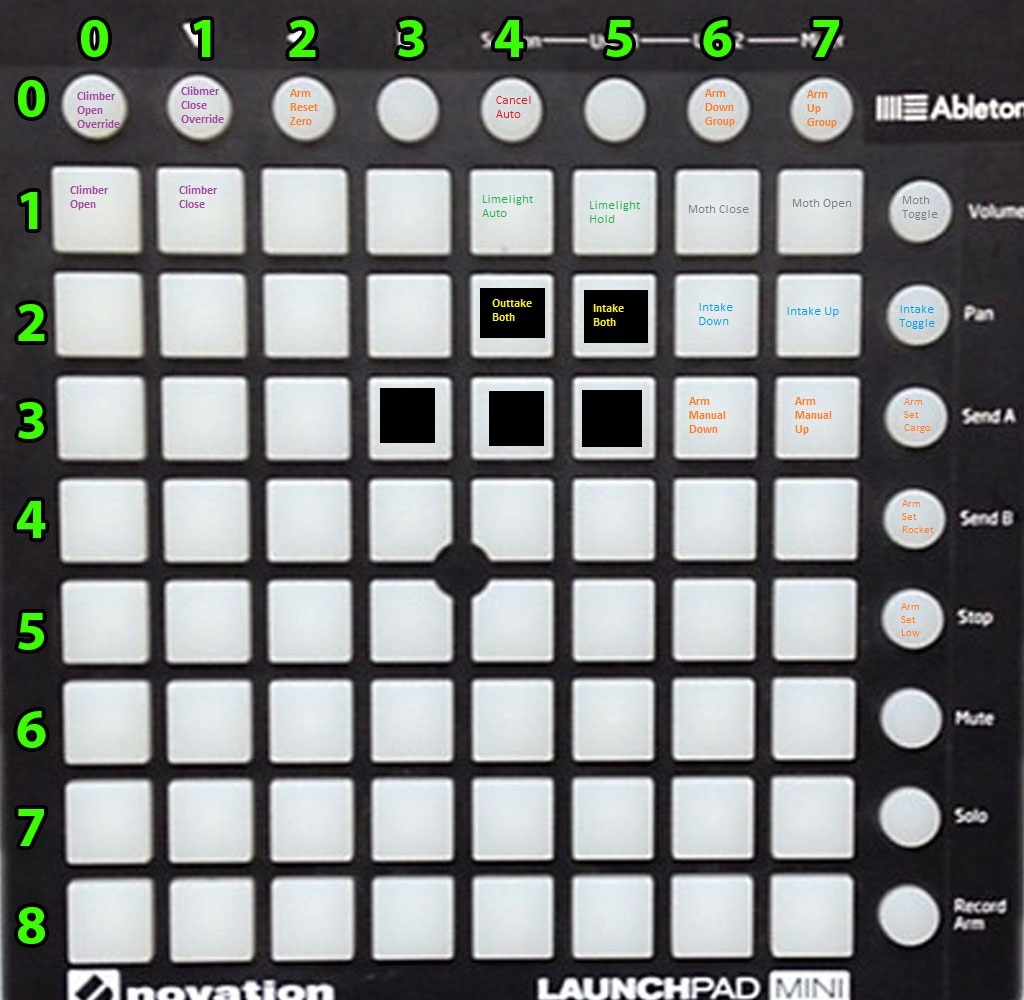 0 1 2 3 4 5 6 7
0
Climber
Open
Override
Clibmer
Close
Override
Arm
Reset
Zero
Cancel
Auto
Arm
Down
Group
Arm
Up
Group
Ableton
1
Climber
Open
Climber
Close
Limelight
Auto
Limelight
Hold
Moth Close
Moth Open
Moth
Toggle
Volume
2
Outtake
Both
Intake
Both
Intake
Down
Intake Up
Intake
Toggle
Pan
3
Arm
Manual
Down
Arm
Manual
Up
Arm
Set
Cargo
Send A
4
Arm
Set
Rocket
Send B
5
Arm
Set
Low
Stop
6
Mute
7
Solo
8
Record
Arm
novation
LAUNCHPAD MINI